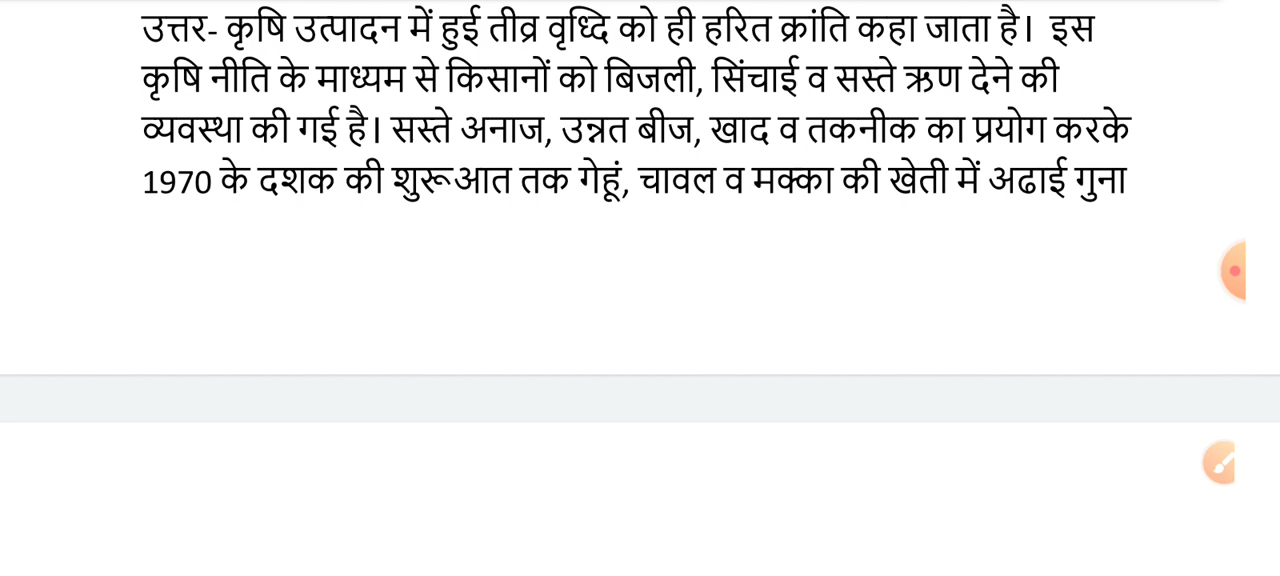 उत्तर- कृषि उत्पादन में हुई तीव्र वृध्दि को ही हरित क्रांति कहा जाता है। इस
कृषि नीति के माध्यम से किसानों को बिजली, सिंचाई व सस्ते ऋण देने की
व्यवस्था की गई है। सस्ते अनाज, उन्नत बीज, खाद व तकनीक का प्रयोग करके
1970 के दशक की शुरूआत तक गेहूं, चावल व मक्का की खेती में अढाई गुना